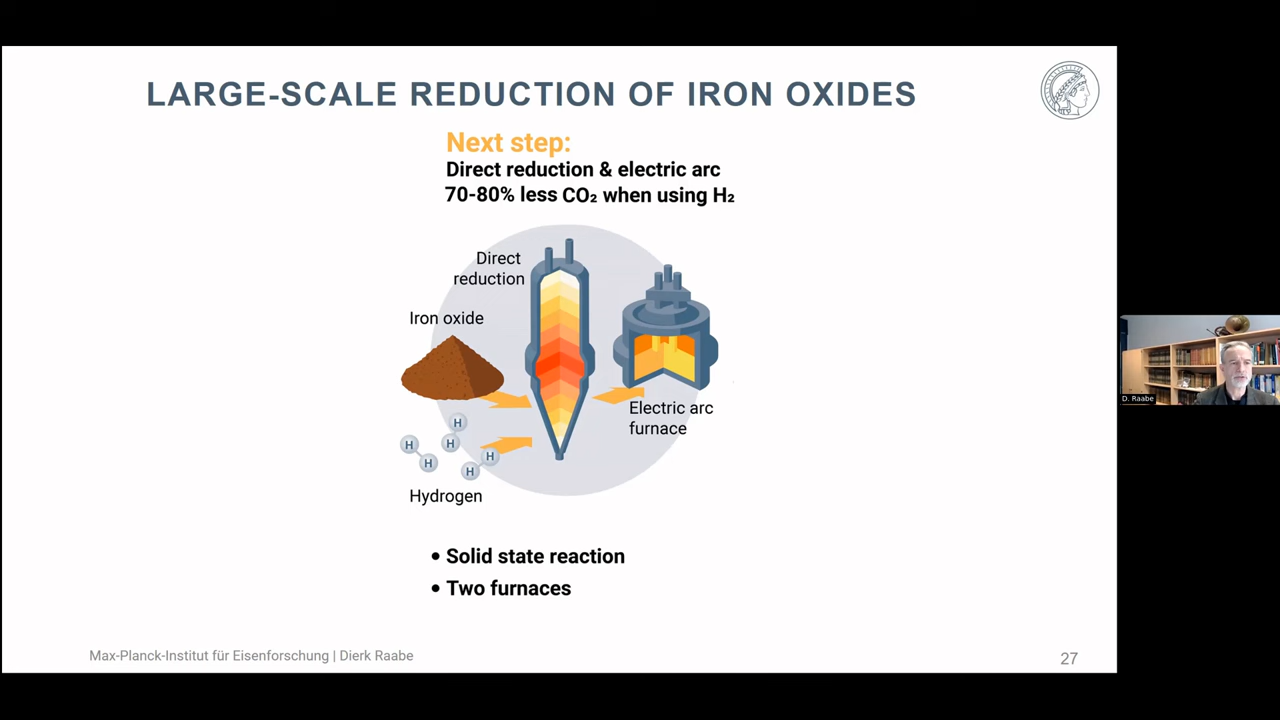 LARGE-SCALE REDUCTION OF IRON OXIDES
Next step:
Direct reduction & electric arc
70-80% less CO₂ when using H₂
Direct
reduction
Iron oxide
Electric arc
furnace
H
H
H
H
H
H
Hydrogen
• Solid state reaction
• Two furnaces
Max-Planck-Institut für Eisenforschung | Dierk Raabe
27
D. Raabe